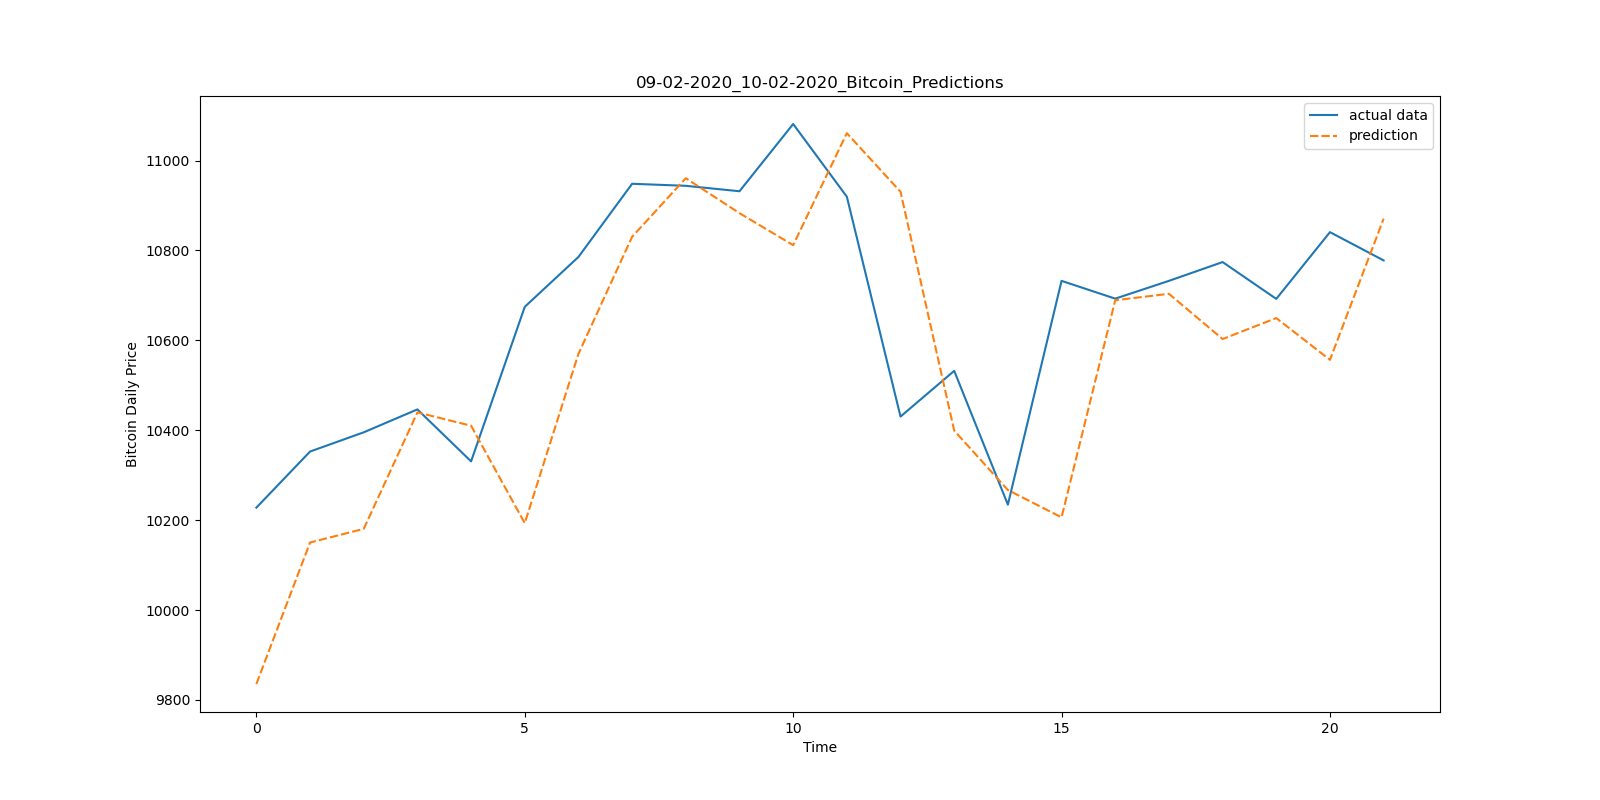 09-02-2020_10-02-2020_Bitcoin_Predictions
actual data
prediction
11000
10800
10600
10400
10200
10000
9800
Bitcoin Daily Price
0 5 10 15 20
Time